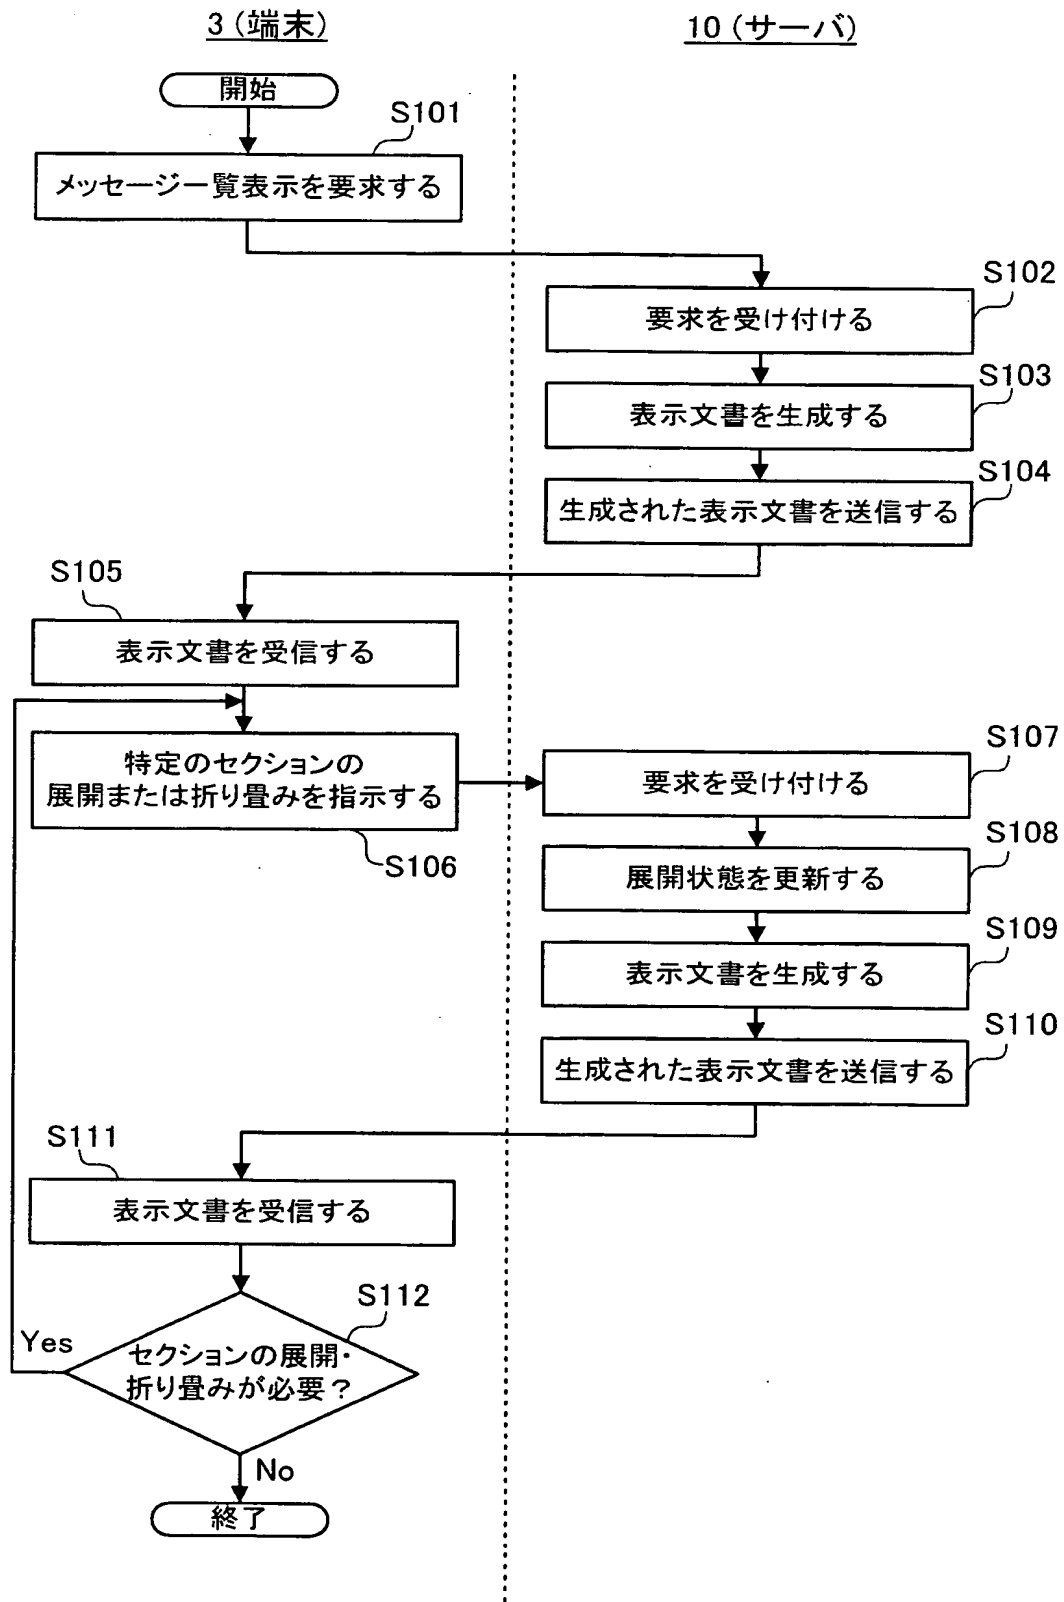 3 (端末)
10 (サーバ)
開始
S101
メッセージ一覧表示を要求する
S102
要求を受け付ける
S103
表示文書を生成する
S104
生成された表示文書を送信する
S105
表示文書を受信する
特定のセクションの
展開または折り畳みを指示する
S106
S107
要求を受け付ける
S108
展開状態を更新する
S109
表示文書を生成する
S110
生成された表示文書を送信する
S111
表示文書を受信する
S112
セクションの展開・
折り畳みが必要？
Yes
No
終了